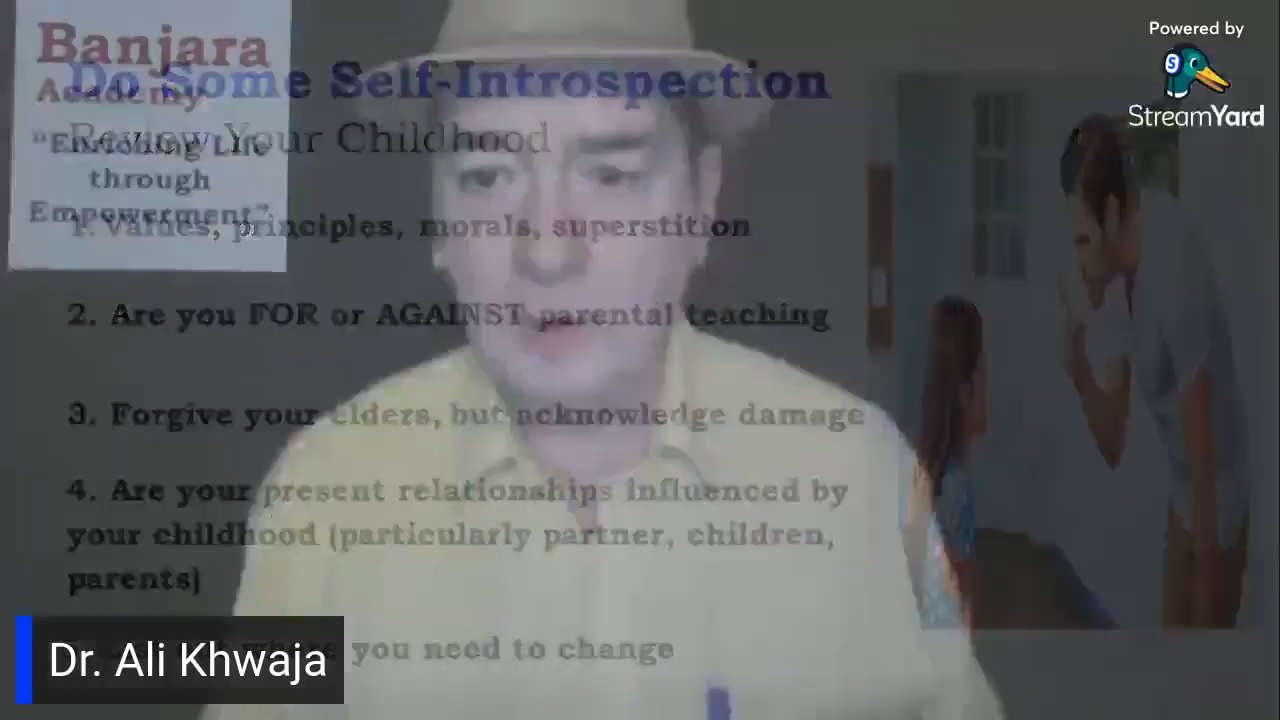 Banjara
Academy
"Enriching Life
through
Empowerment"
Do Some Self-Introspection
Review Your Childhood
1. Values, principles, morals, superstition
2. Are you FOR or AGAINST parental teaching
3. Forgive your elders, but acknowledge damage
4. Are your present relationships influenced by
your childhood (particularly partner, children,
parents)
you need to change
Dr. Ali Khwaja
Powered by
StreamYard